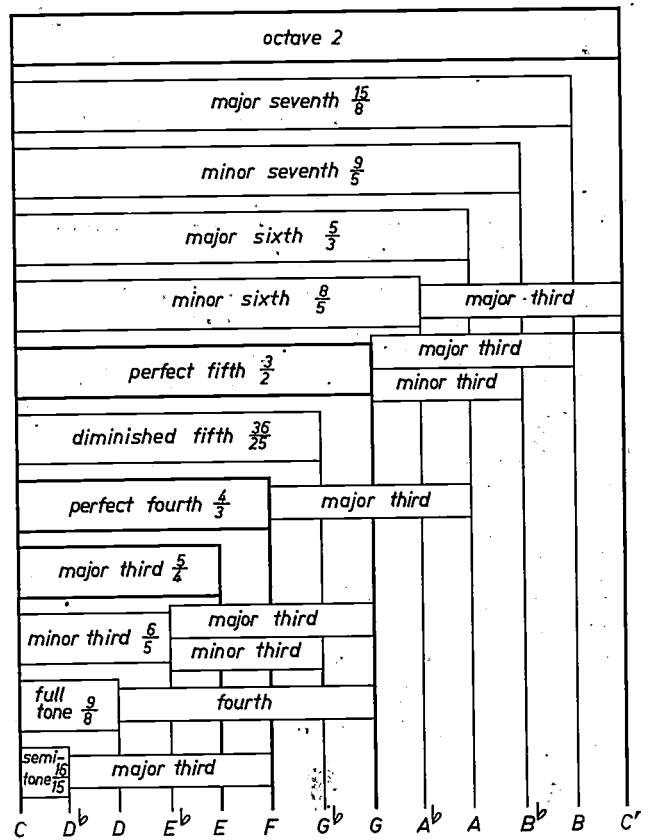 octave 2
major seventh 15/8
minor seventh 9/5
major sixth 5/3
minor sixth 8/5
major third
perfect fifth 3/2
major third
minor third
diminished fifth 36/25
perfect fourth 4/3
major third
major third 5/4
minor third 6/5
major third
minor third
full
tone 9/8
fourth
semi-
tone 16/15
major third
C D♭ D E♭ E F G♭ G A♭ A B♭ B C'